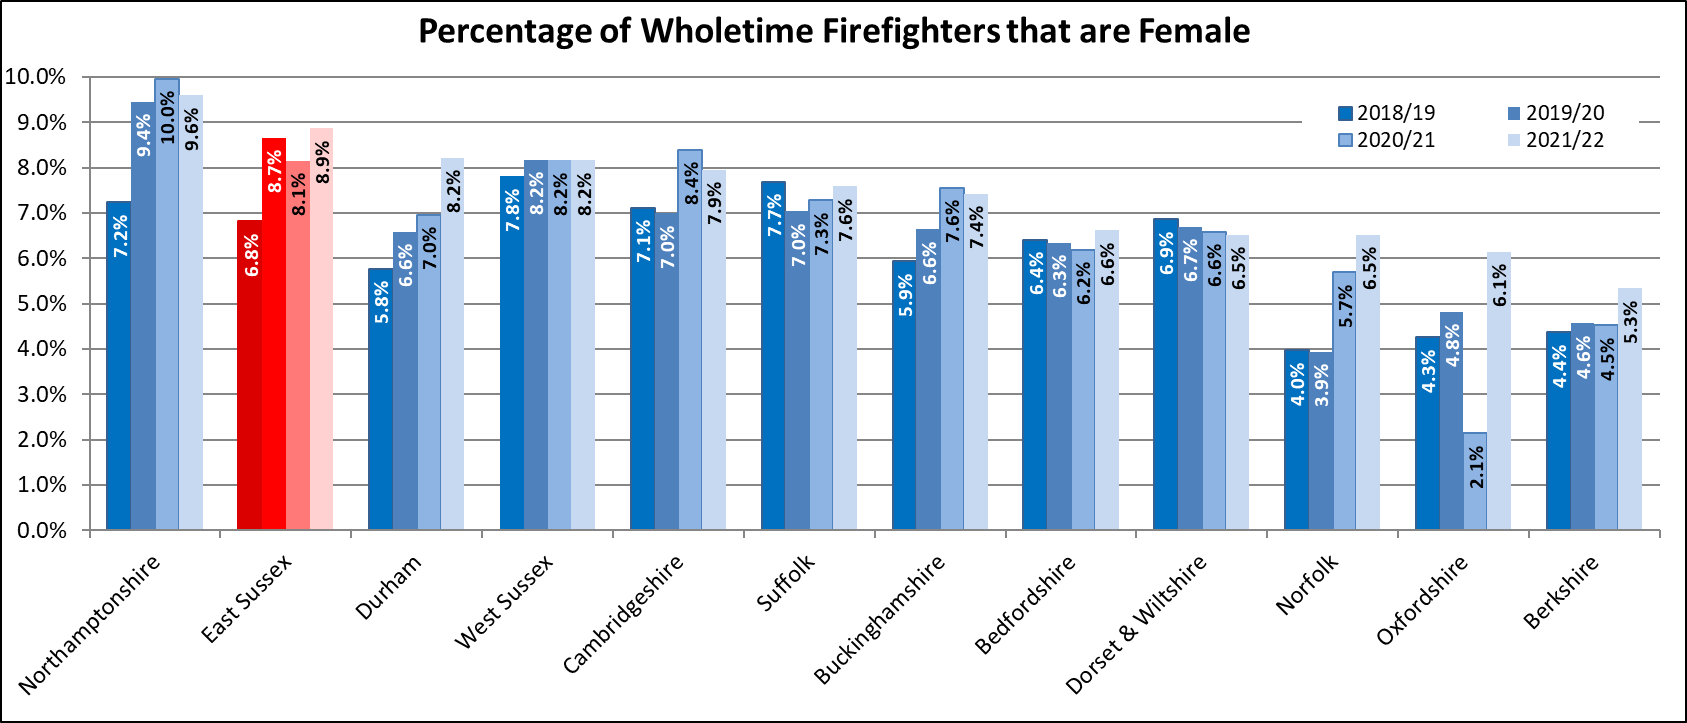 Percentage of Wholetime Firefighters that are Female
10.0%
9.0%
8.0%
7.0%
6.0%
5.0%
4.0%
3.0%
2.0%
1.0%
0.0%
2018/19 2019/20
2020/21 2021/22
7.2% 9.4% 10.0% 9.6%
6.8% 8.7% 8.1% 8.9%
5.8% 6.6% 7.0% 8.2%
7.8% 8.2% 8.2% 8.2%
7.1% 7.0% 8.4% 7.9%
7.7% 7.0% 7.3% 7.6%
5.9% 6.6% 7.6% 7.4%
6.4% 6.3% 6.2% 6.6%
6.9% 6.7% 6.6% 6.5%
4.0% 3.9% 5.7% 6.5%
4.3% 4.8% 2.1% 6.1%
4.4% 4.6% 4.5% 5.3%
Northamptonshire
East Sussex
Durham
West Sussex
Cambridgeshire
Suffolk
Buckinghamshire
Bedfordshire
Dorset & Wiltshire
Norfolk
Oxfordshire
Berkshire